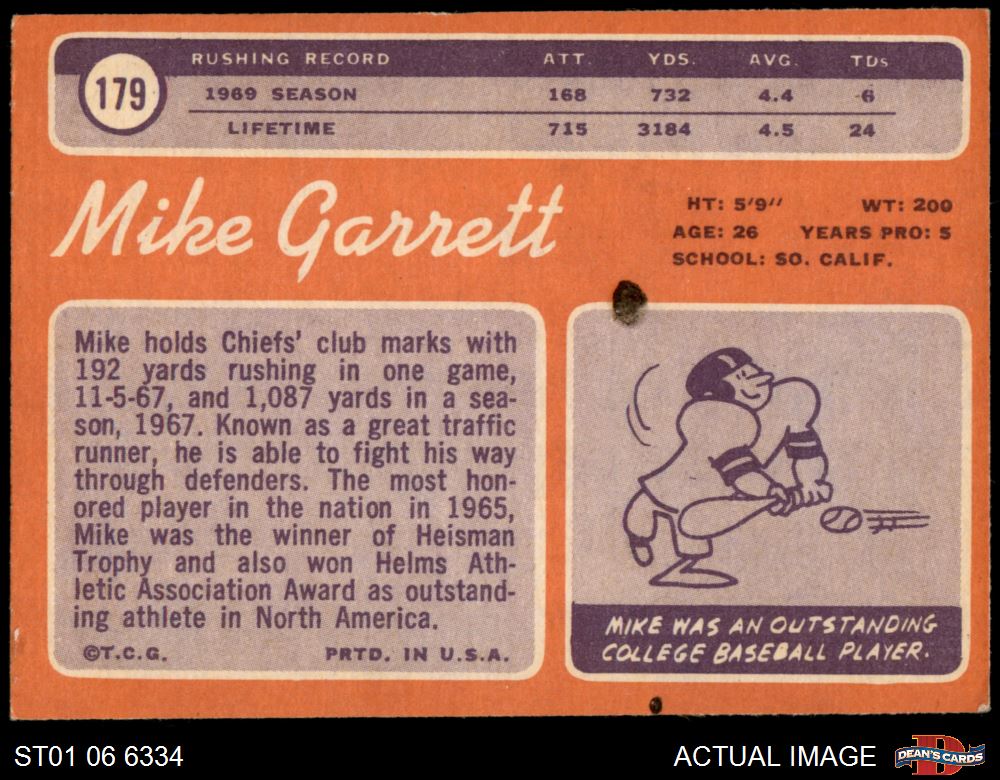 179
RUSHING RECORD ATT. YDS. AVG. TDs
1969 SEASON 168 732 4.4 6
LIFETIME 715 3184 4.5 24
Mike Garrett
HT: 5'9" WT: 200
AGE: 26 YEARS PRO: 5
SCHOOL: SO. CALIF.
Mike holds Chiefs' club marks with
192 yards rushing in one game,
11-5-67, and 1,087 yards in a sea-
son, 1967. Known as a great traffic
runner, he is able to fight his way
through defenders. The most hon-
ored player in the nation in 1965,
Mike was the winner of Heisman
Trophy and also won Helms Ath-
letic Association Award as outstand-
ing athlete in North America.
©T.C.G. PRTD. IN U.S.A.
MIKE WAS AN OUTSTANDING
COLLEGE BASEBALL PLAYER.
ST01 06 6334
ACTUAL IMAGE
D
DEAN'S CARDS